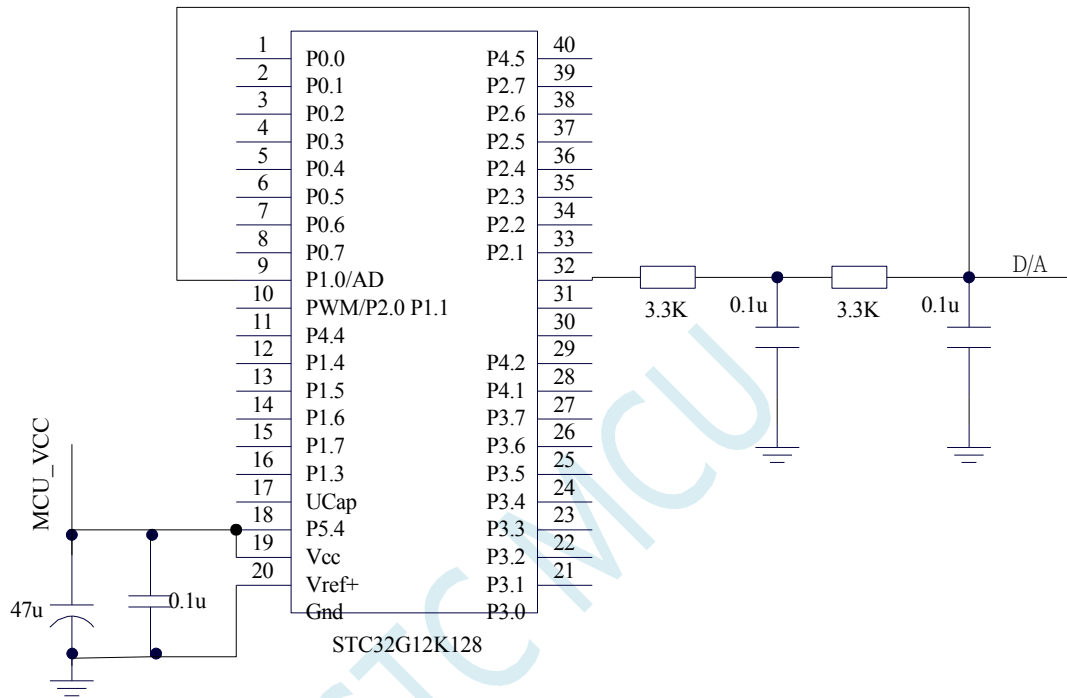 1 P0.0 P4.5 40
2 P0.1 P2.7 39
3 P0.2 P2.6 38
4 P0.3 P2.5 37
5 P0.4 P2.4 36
6 P0.5 P2.3 35
7 P0.6 P2.2 34
8 P0.7 P2.1 33
9 P1.0/AD 32
10 PWM/P2.0 P1.1 31
11 P4.4 30
12 P1.4 P4.2 29
13 P1.5 P4.1 28
14 P1.6 P3.7 27
15 P1.7 P3.6 26
16 P1.3 P3.5 25
17 UCap P3.4 24
18 P5.4 P3.3 23
19 Vcc P3.2 22
20 Vref+ P3.1 21
Gnd P3.0
STC32G12K128
3.3K
0.1u
3.3K
0.1u
D/A
MCU_VCC
47u
0.1u
STC MCU